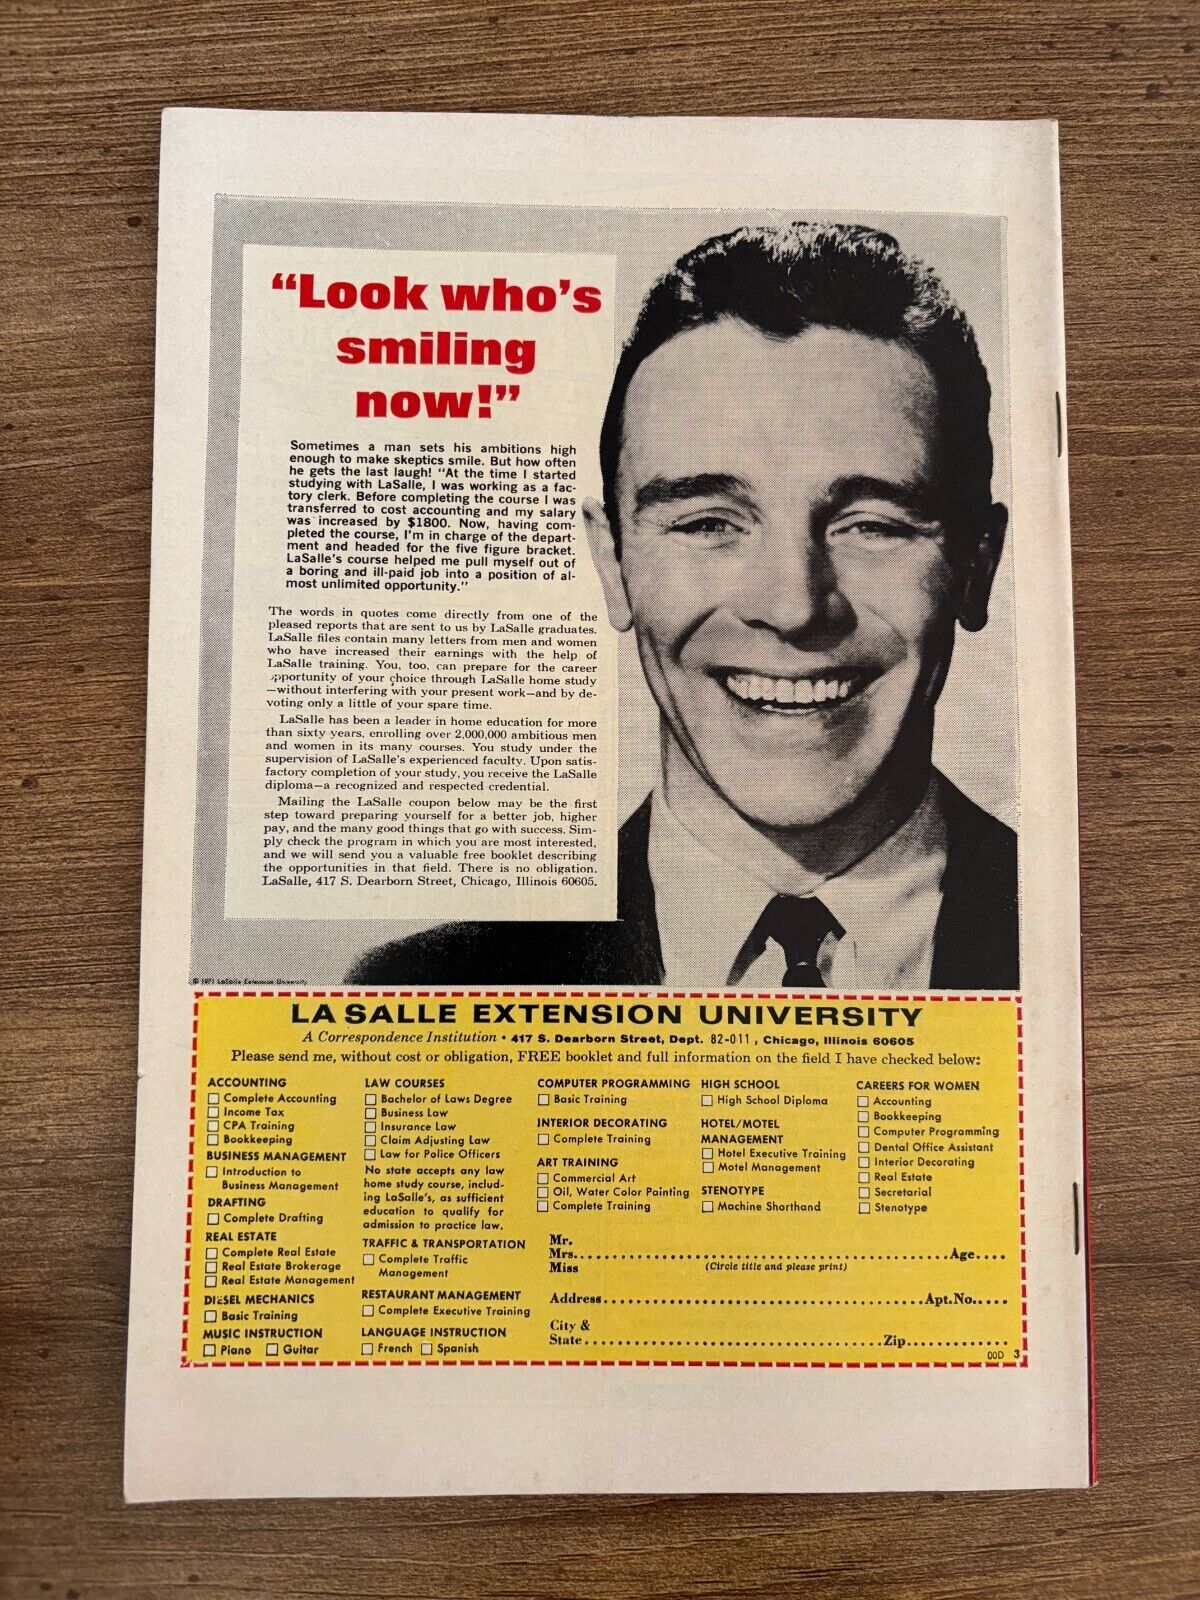 “Look who's
smiling
now!”
Sometimes a man sets his ambitions high
enough to make skeptics smile. But how often
he gets the last laugh! “At the time I started
studying with LaSalle, I was working as a fac-
tory clerk. Before completing the course I was
transferred to cost accounting and my salary
was increased by $1800. Now, having com-
pleted the course, I'm in charge of the depart-
ment and headed for the five figure bracket.
LaSalle's course helped me pull myself out of
a boring and ill-paid job into a position of al-
most unlimited opportunity.”
The words in quotes come directly from one of the
pleased reports that are sent to us by LaSalle graduates.
LaSalle files contain many letters from men and women
who have increased their earnings with the help of
LaSalle training. You, too, can prepare for the career
opportunity of your choice through LaSalle home study
—without interfering with your present work—and by de-
voting only a little of your spare time.
LaSalle has been a leader in home education for more
than sixty years, enrolling over 2,000,000 ambitious men
and women in its many courses. You study under the
supervision of LaSalle's experienced faculty. Upon satis-
factory completion of your study, you receive the LaSalle
diploma—a recognized and respected credential.
Mailing the LaSalle coupon below may be the first
step toward preparing yourself for a better job, higher
pay, and the many good things that go with success. Sim-
ply check the program in which you are most interested,
and we will send you a valuable free booklet describing
the opportunities in that field. There is no obligation.
LaSalle, 417 S. Dearborn Street, Chicago, Illinois 60605.
© 1971 LaSalle Extension University
LA SALLE EXTENSION UNIVERSITY
A Correspondence Institution • 417 S. Dearborn Street, Dept. 82-011, Chicago, Illinois 60605
Please send me, without cost or obligation, FREE booklet and full information on the field I have checked below:
ACCOUNTING
☐ Complete Accounting
☐ Income Tax
☐ CPA Training
☐ Bookkeeping
BUSINESS MANAGEMENT
☐ Introduction to
Business Management
DRAFTING
☐ Complete Drafting
REAL ESTATE
☐ Complete Real Estate
☐ Real Estate Brokerage
☐ Real Estate Management
DIESEL MECHANICS
☐ Basic Training
MUSIC INSTRUCTION
☐ Piano ☐ Guitar
LAW COURSES
☐ Bachelor of Laws Degree
☐ Business Law
☐ Insurance Law
☐ Claim Adjusting Law
☐ Law for Police Officers
No state accepts any law
home study course, includ-
ing LaSalle's, as sufficient
education to qualify for
admission to practice law.
TRAFFIC & TRANSPORTATION
☐ Complete Traffic
Management
RESTAURANT MANAGEMENT
☐ Complete Executive Training
LANGUAGE INSTRUCTION
☐ French ☐ Spanish
COMPUTER PROGRAMMING
☐ Basic Training
INTERIOR DECORATING
☐ Complete Training
ART TRAINING
☐ Commercial Art
☐ Oil, Water Color Painting
☐ Complete Training
HIGH SCHOOL
☐ High School Diploma
HOTEL/MOTEL
MANAGEMENT
☐ Hotel Executive Training
☐ Motel Management
STENOTYPE
☐ Machine Shorthand
CAREERS FOR WOMEN
☐ Accounting
☐ Bookkeeping
☐ Computer Programming
☐ Dental Office Assistant
☐ Interior Decorating
☐ Real Estate
☐ Secretarial
☐ Stenotype
Mr.
Mrs. Age
Miss (Circle title and please print)
Address Apt.No.
City &
State Zip
00D 3